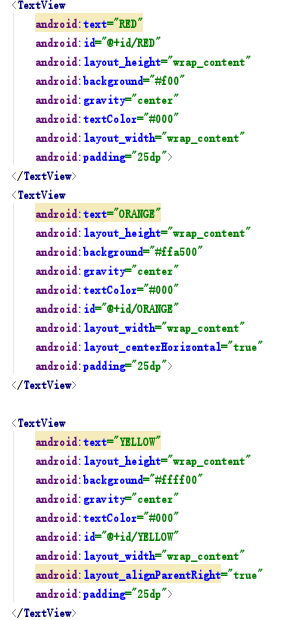 <TextView
android:text="RED"
android:id="@+id/RED"
android:layout_height="wrap_content"
android:background="#f00"
android:gravity="center"
android:textColor="#000"
android:layout_width="wrap_content"
android:padding="25dp">
</TextView>
<TextView
android:text="ORANGE"
android:layout_height="wrap_content"
android:background="#ffa500"
android:gravity="center"
android:textColor="#000"
android:id="@+id/ORANGE"
android:layout_width="wrap_content"
android:layout_centerHorizontal="true"
android:padding="25dp">
</TextView>
<TextView
android:text="YELLOW"
android:layout_height="wrap_content"
android:background="#ffff00"
android:gravity="center"
android:textColor="#000"
android:id="@+id/YELLOW"
android:layout_width="wrap_content"
android:layout_alignParentRight="true"
android:padding="25dp">
</TextView>